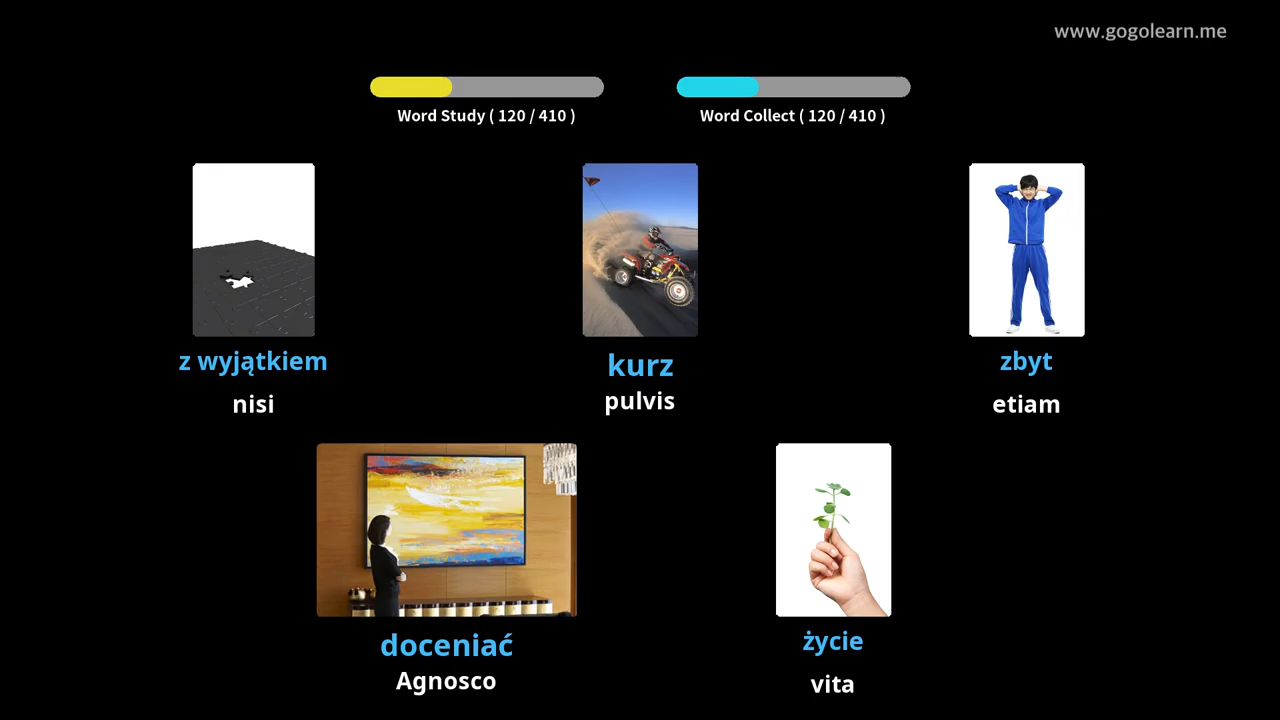 www.gogolearn.me
Word Study ( 120 / 410 )
Word Collect ( 120 / 410 )
z wyjątkiem
nisi
kurz
pulvis
zbyt
etiam
doceniać
Agnosco
życie
vita